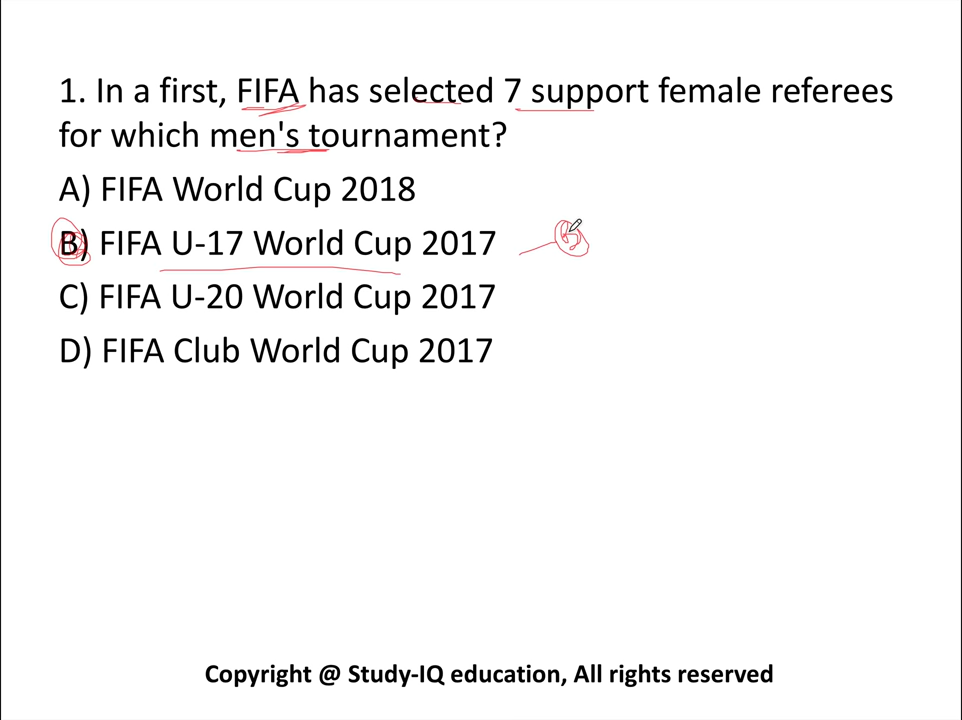 1. In a first, FIFA has selected 7 support female referees
for which men's tournament?
A) FIFA World Cup 2018
B) FIFA U-17 World Cup 2017
C) FIFA U-20 World Cup 2017
D) FIFA Club World Cup 2017
Copyright @ Study-IQ education, All rights reserved